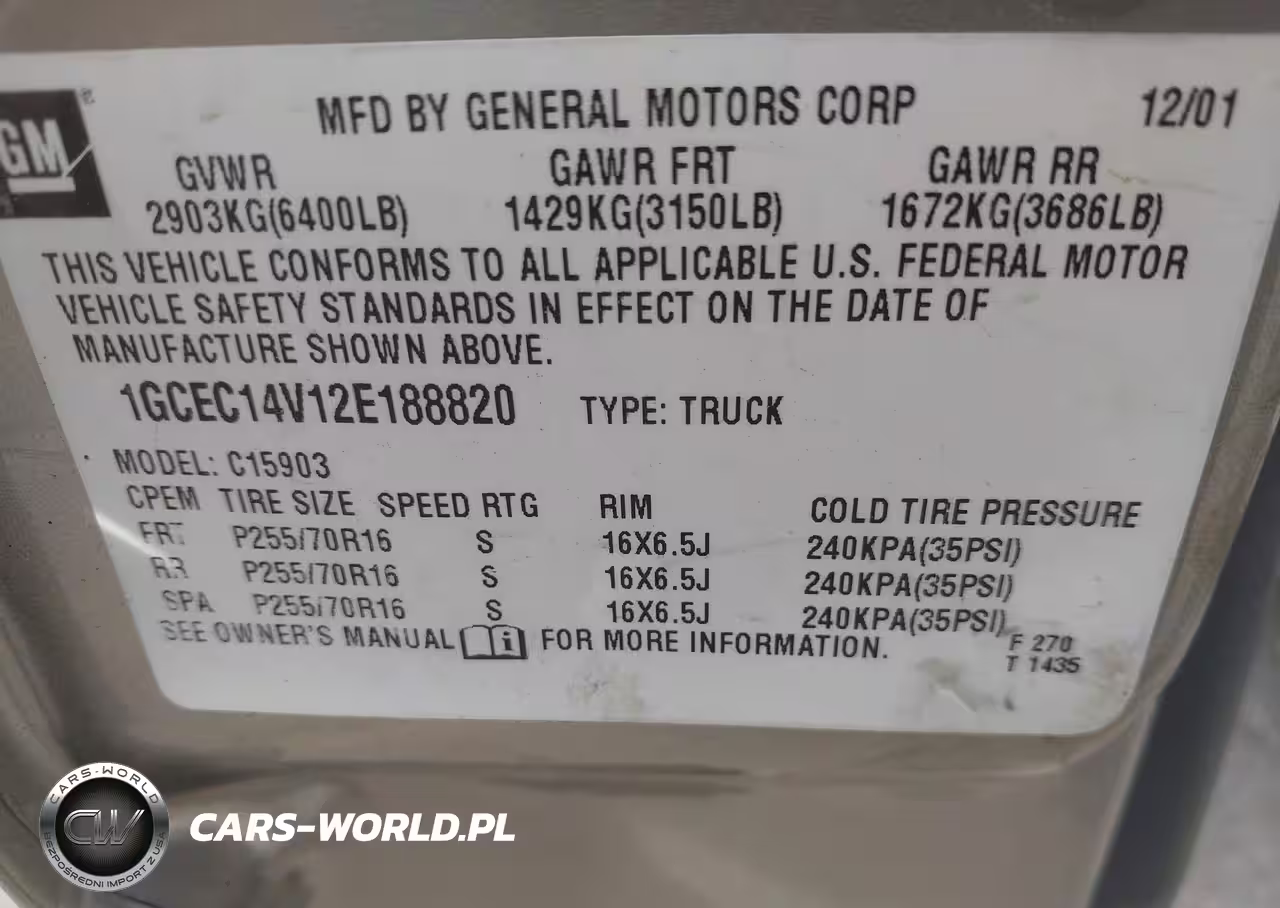 GM ®
MFD BY GENERAL MOTORS CORP 12/01
GVWR GAWR FRT GAWR RR
2903KG(6400LB) 1429KG(3150LB) 1672KG(3686LB)
THIS VEHICLE CONFORMS TO ALL APPLICABLE U.S. FEDERAL MOTOR
VEHICLE SAFETY STANDARDS IN EFFECT ON THE DATE OF
MANUFACTURE SHOWN ABOVE.
1GCEC14V12E188820 TYPE: TRUCK
MODEL: C15903
CPEM TIRE SIZE SPEED RTG RIM COLD TIRE PRESSURE
FRT P255/70R16 S 16X6.5J 240KPA(35PSI)
RR P255/70R16 S 16X6.5J 240KPA(35PSI)
SPA P255/70R16 S 16X6.5J 240KPA(35PSI)
SEE OWNER'S MANUAL i FOR MORE INFORMATION.
F 270
T 1435
CARS-WORLD
CW
BEZPOŚREDNI IMPORT Z USA
CARS-WORLD.PL